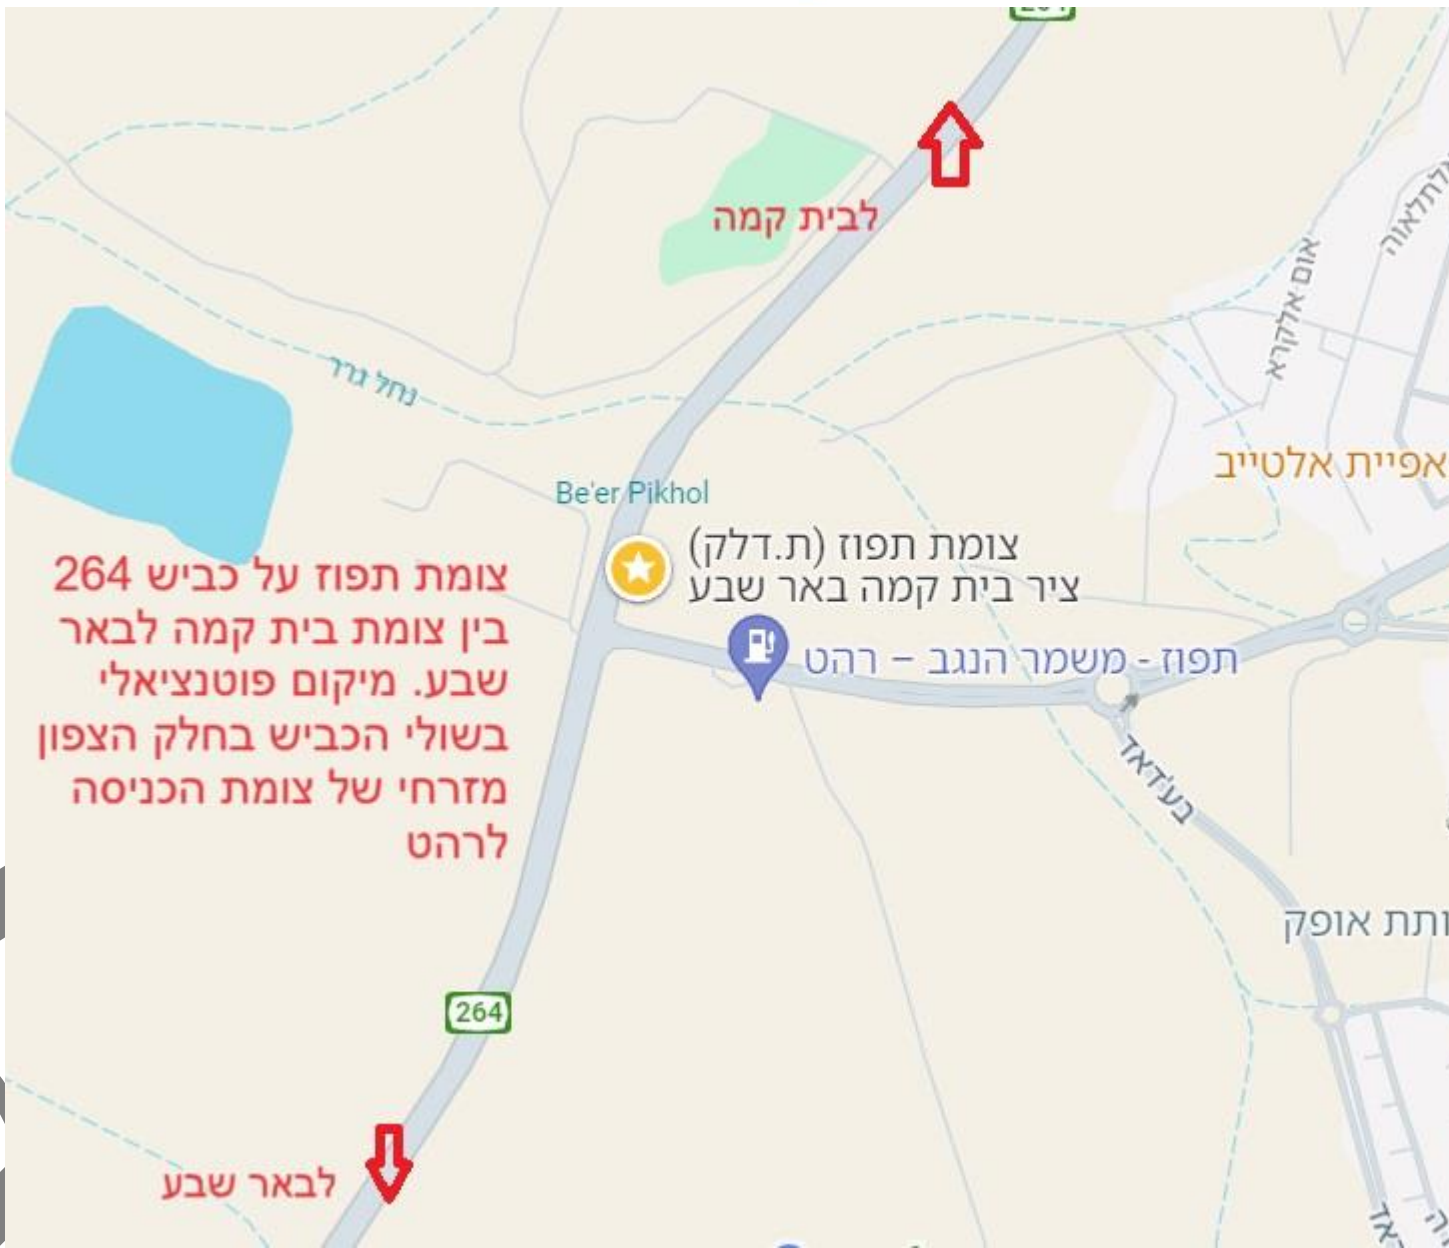 לבית קמה
אום אלקרא
נחל גרר
אפיית אלטייב
Be'er Pikhol
צומת תפוז (ת.דלק)
ציר בית קמה באר שבע
צומת תפוז על כביש 264
בין צומת בית קמה לבאר
שבע. מיקום פוטנציאלי
בשולי הכביש בחלק הצפון
מזרחי של צומת הכניסה
לרהט
תפוז - משמר הנגב – רהט
בע'דאד
264
לבאר שבע